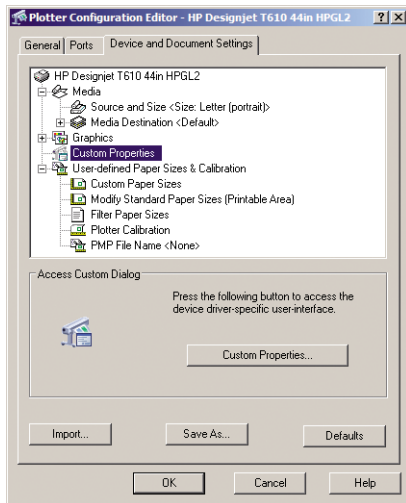 Plotter Configuration Editor - HP Designjet T610 44in HPGL2
General Ports Device and Document Settings
HP Designjet T610 44in HPGL2
Media
Source and Size <Size: Letter (portrait)>
Media Destination <Default>
Graphics
Custom Properties
User-defined Paper Sizes & Calibration
Custom Paper Sizes
Modify Standard Paper Sizes (Printable Area)
Filter Paper Sizes
Plotter Calibration
PMP File Name <None>
Access Custom Dialog
Press the following button to access the
device driver-specific user-interface.
Custom Properties...
Import... Save As... Defaults
OK Cancel Help